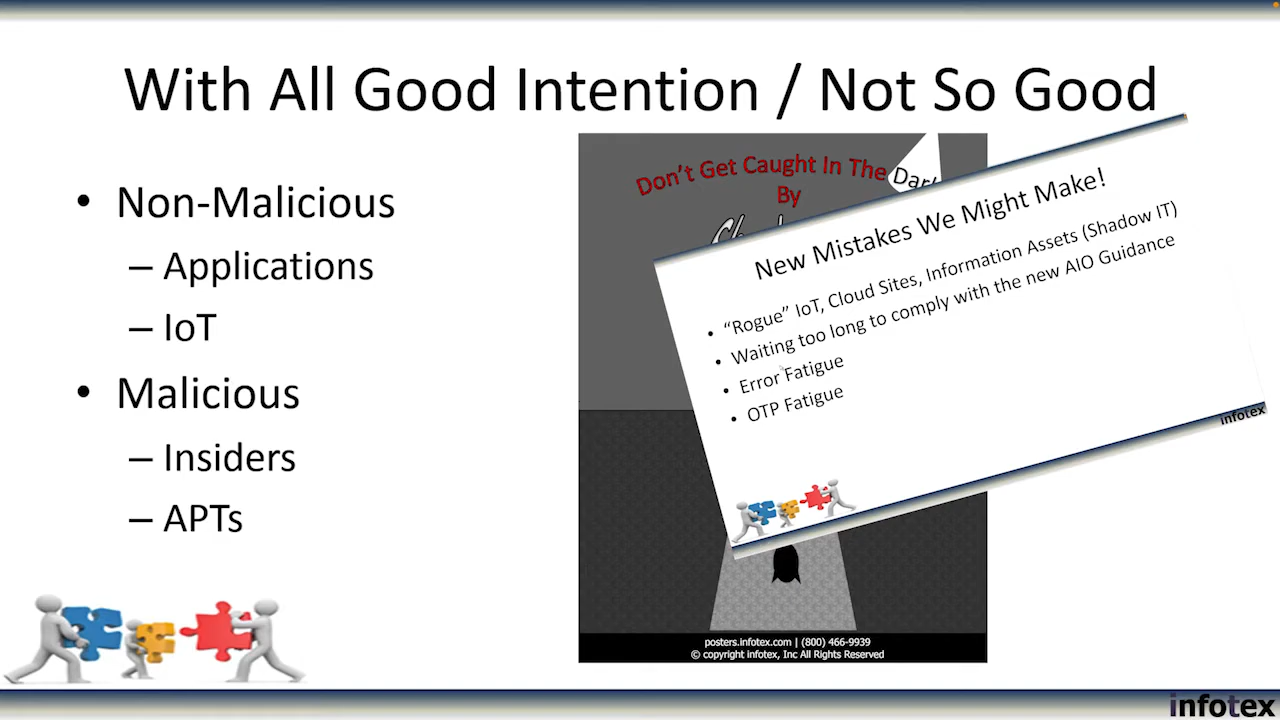 With All Good Intention / Not So Good
• Non-Malicious
– Applications
– IoT
• Malicious
– Insiders
– APTs
Don't Get Caught In The Dark
By
New Mistakes We Might Make!
• “Rogue” IoT, Cloud Sites, Information Assets (Shadow IT)
• Waiting too long to comply with the new AIO Guidance
• Error Fatigue
• OTP Fatigue
infotex
posters.infotex.com | (800) 466-9939
© copyright infotex, Inc All Rights Reserved
infotex